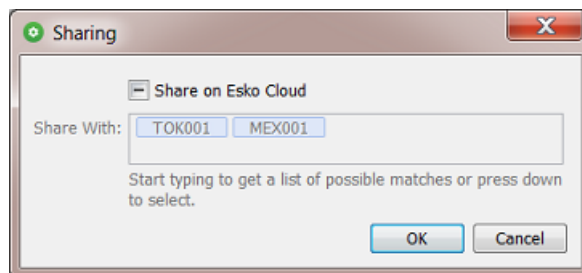 Sharing
Share on Esko Cloud
Share With: TOK001 MEX001
Start typing to get a list of possible matches or press down
to select.
OK Cancel